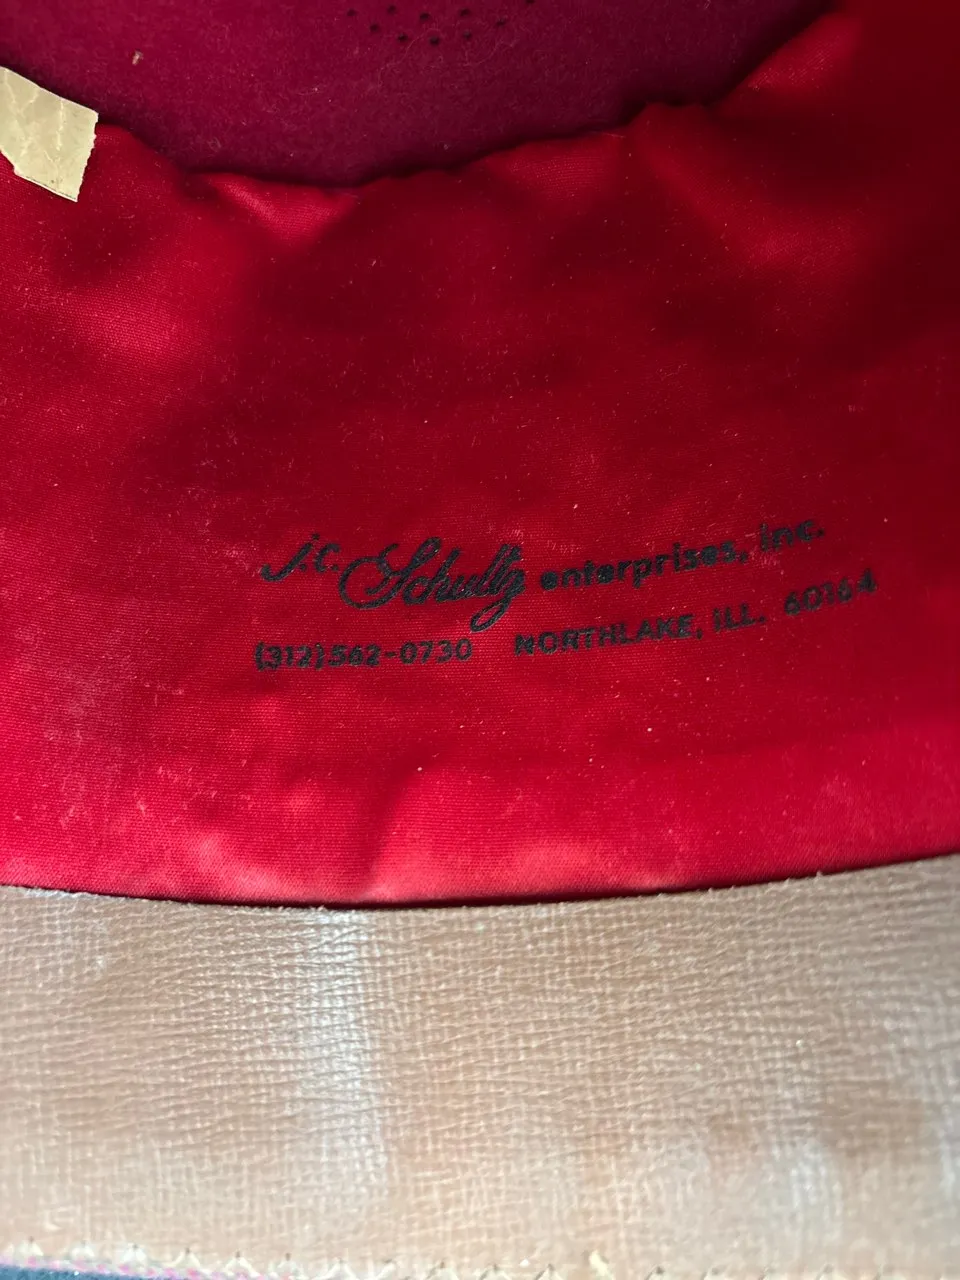 J.C. Schultz enterprises, inc.
(312)562-0730 NORTHLAKE, ILL. 60164